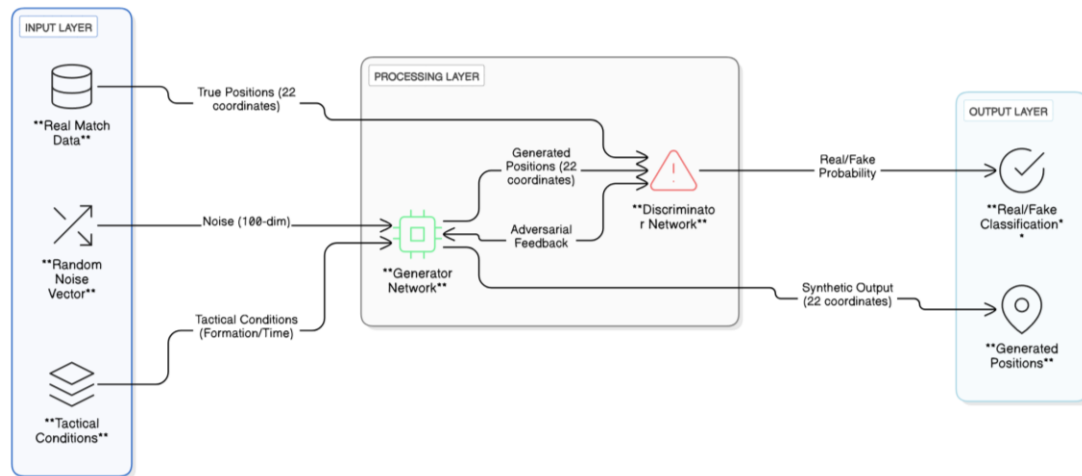 INPUT LAYER
**Real Match
Data**
**Random
Noise
Vector**
**Tactical
Conditions**
True Positions (22
coordinates)
Noise (100-dim)
Tactical Conditions
(Formation/Time)
PROCESSING LAYER
Generated
Positions (22
coordinates)
Adversarial
Feedback
**Generator
Network**
**Discriminato
r Network**
Real/Fake
Probability
Synthetic Output
(22 coordinates)
OUTPUT LAYER
**Real/Fake
Classification*
*
**Generated
Positions**